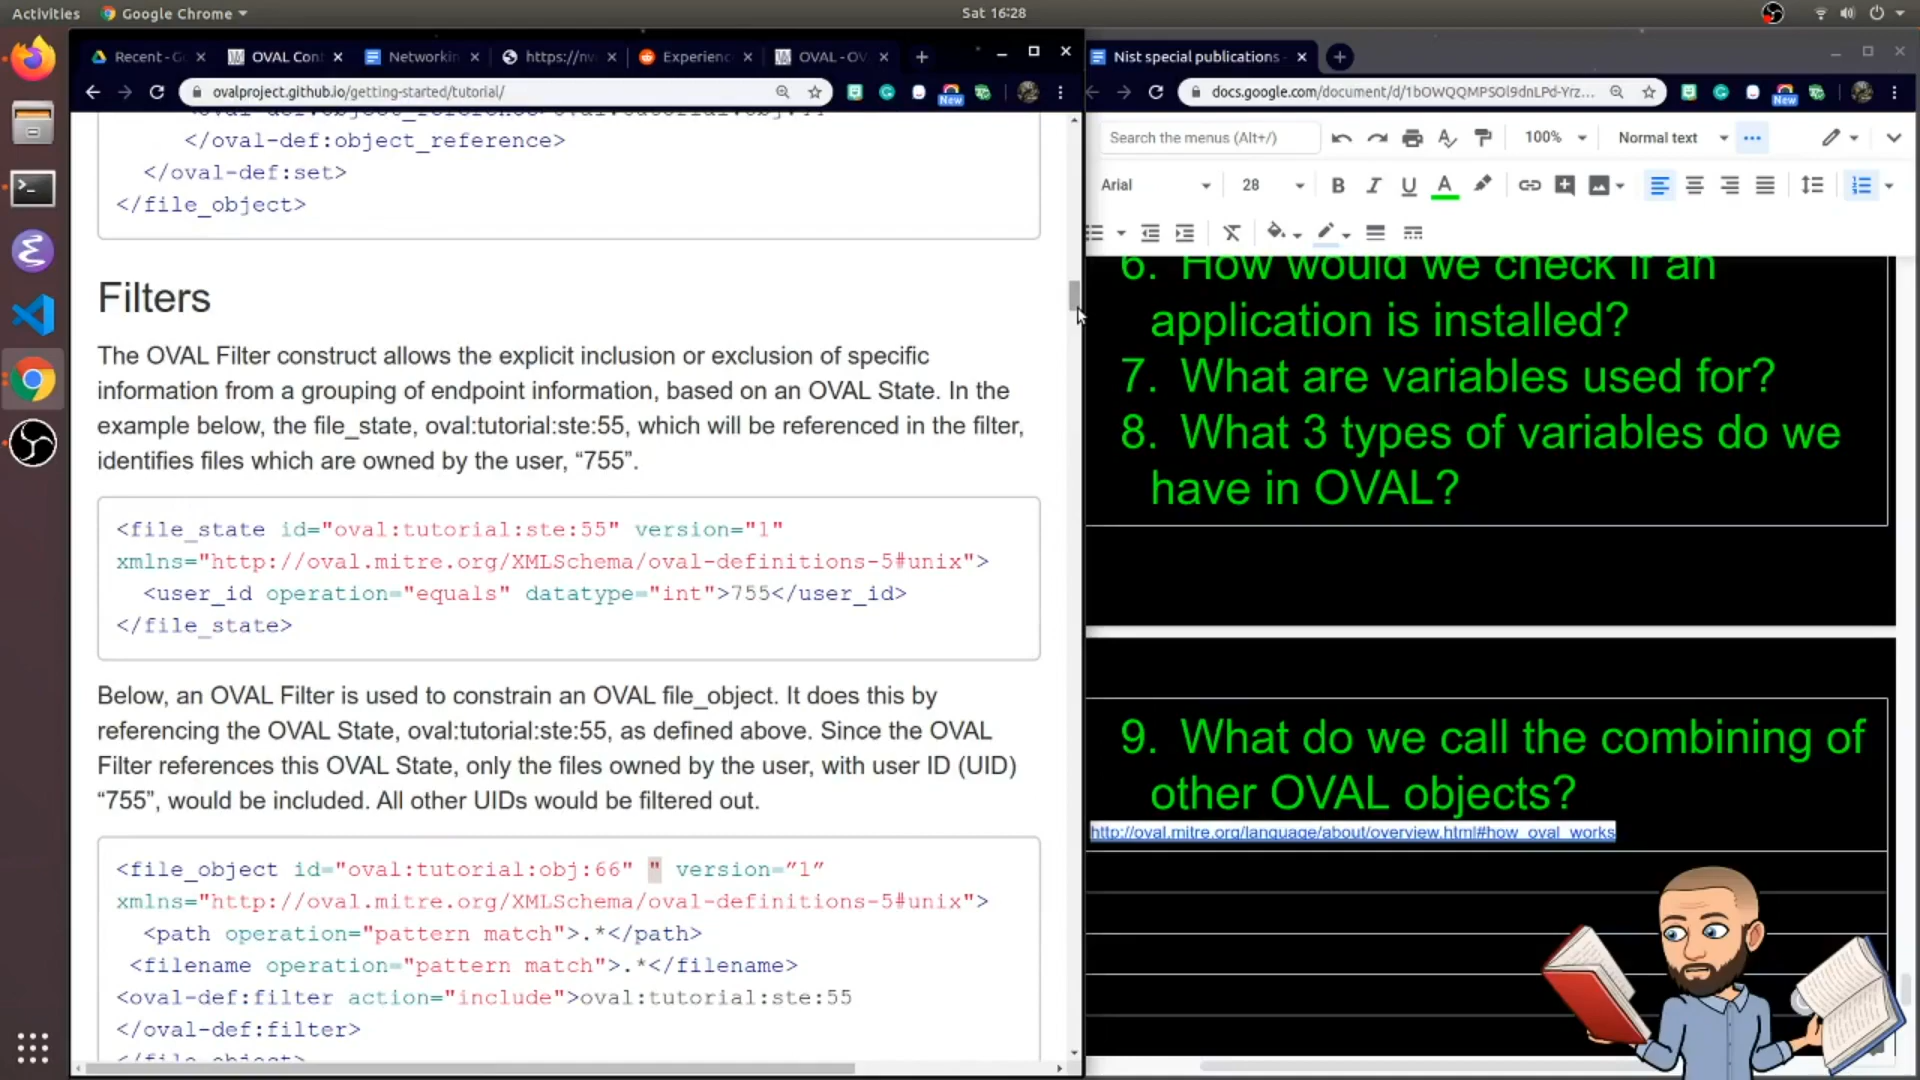 Activities
Google Chrome
Sat 16:28
Recent - G
OVAL Con
Networkin
https://nv
Experienc
OVAL - OV
ovalproject.github.io/getting-started/tutorial/
New
</oval-def:object_reference>
</oval-def:set>
</file_object>
Filters
The OVAL Filter construct allows the explicit inclusion or exclusion of specific
information from a grouping of endpoint information, based on an OVAL State. In the
example below, the file_state, oval:tutorial:ste:55, which will be referenced in the filter,
identifies files which are owned by the user, “755”.
<file_state id="oval:tutorial:ste:55" version="1"
xmlns="http://oval.mitre.org/XMLSchema/oval-definitions-5#unix">
<user_id operation="equals" datatype="int">755</user_id>
</file_state>
Below, an OVAL Filter is used to constrain an OVAL file_object. It does this by
referencing the OVAL State, oval:tutorial:ste:55, as defined above. Since the OVAL
Filter references this OVAL State, only the files owned by the user, with user ID (UID)
“755”, would be included. All other UIDs would be filtered out.
<file_object id="oval:tutorial:obj:66" " version=”1”
xmlns="http://oval.mitre.org/XMLSchema/oval-definitions-5#unix">
<path operation="pattern match">.*</path>
<filename operation="pattern match">.*</filename>
<oval-def:filter action="include">oval:tutorial:ste:55
</oval-def:filter>
</file_object>
Nist special publications
docs.google.com/document/d/1bOWQQMPSOl9dnLPd-Yrz...
New
Search the menus (Alt+/)
100%
Normal text
Arial
28
B I U A
6. How would we check if an
application is installed?
7. What are variables used for?
8. What 3 types of variables do we
have in OVAL?
9. What do we call the combining of
other OVAL objects?
http://oval.mitre.org/language/about/overview.html#how_oval_works